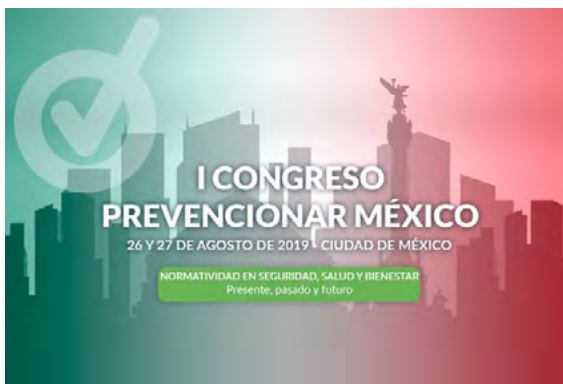 I CONGRESO
PREVENCIONAR MÉXICO
26 Y 27 DE AGOSTO DE 2019 - CIUDAD DE MÉXICO
NORMATIVIDAD EN SEGURIDAD, SALUD Y BIENESTAR
Presente, pasado y futuro